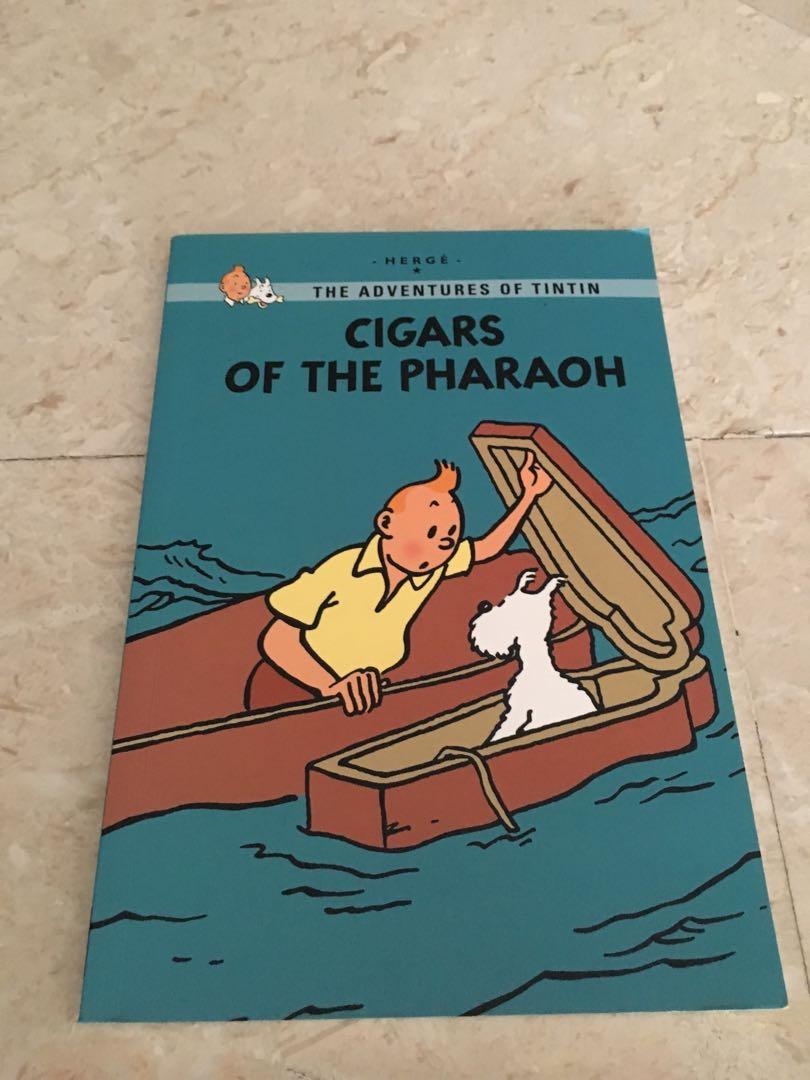 - HERGÉ -
THE ADVENTURES OF TINTIN
CIGARS
OF THE PHARAOH